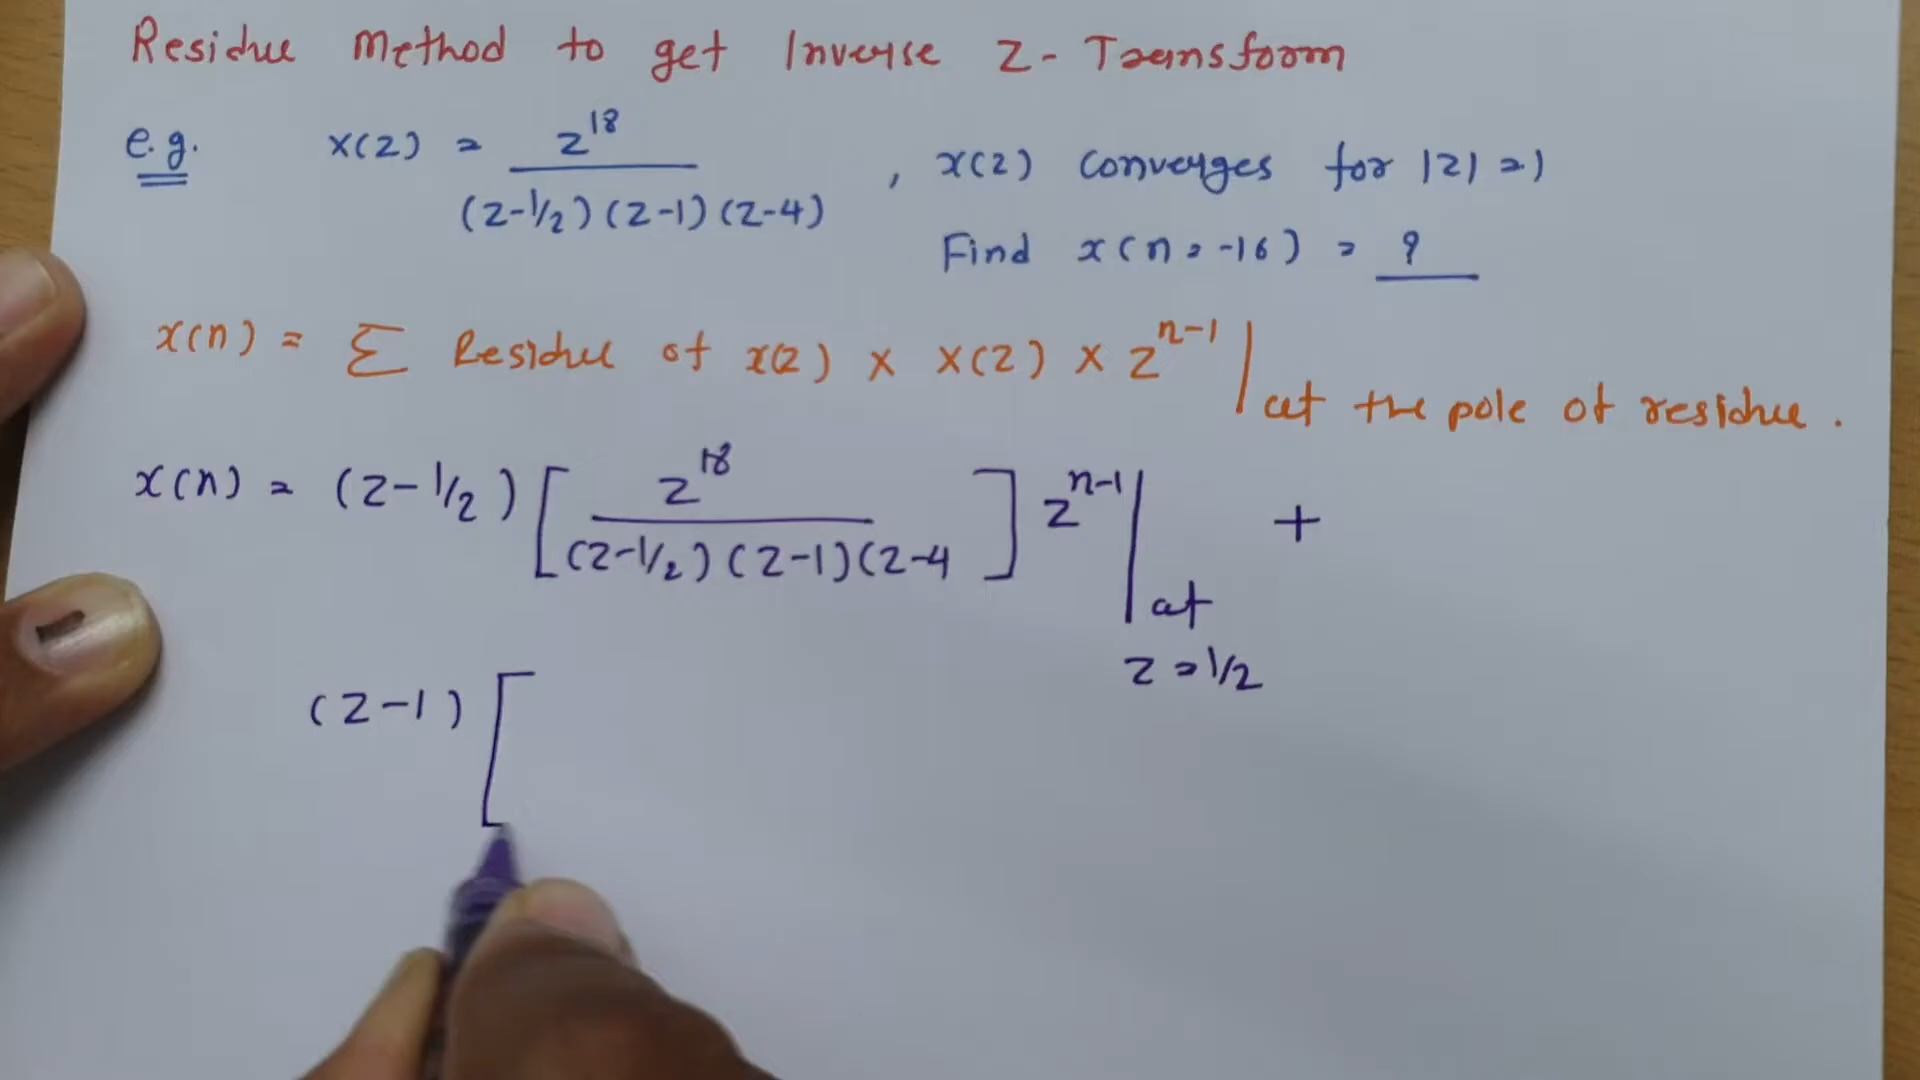 Residue Method to get Inverse Z-Transform
e.g. X(z) = z^18 / (z-1/2)(z-1)(z-4) , x(z) converges for |z| = 1
Find x(n = -16) = ?
x(n) = Σ Residue of x(z) × X(z) × z^n-1 | at the pole of residue.
x(n) = (z-1/2) [ z^18 / (z-1/2)(z-1)(z-4 ] z^n-1 | at z = 1/2 +
(z-1) [